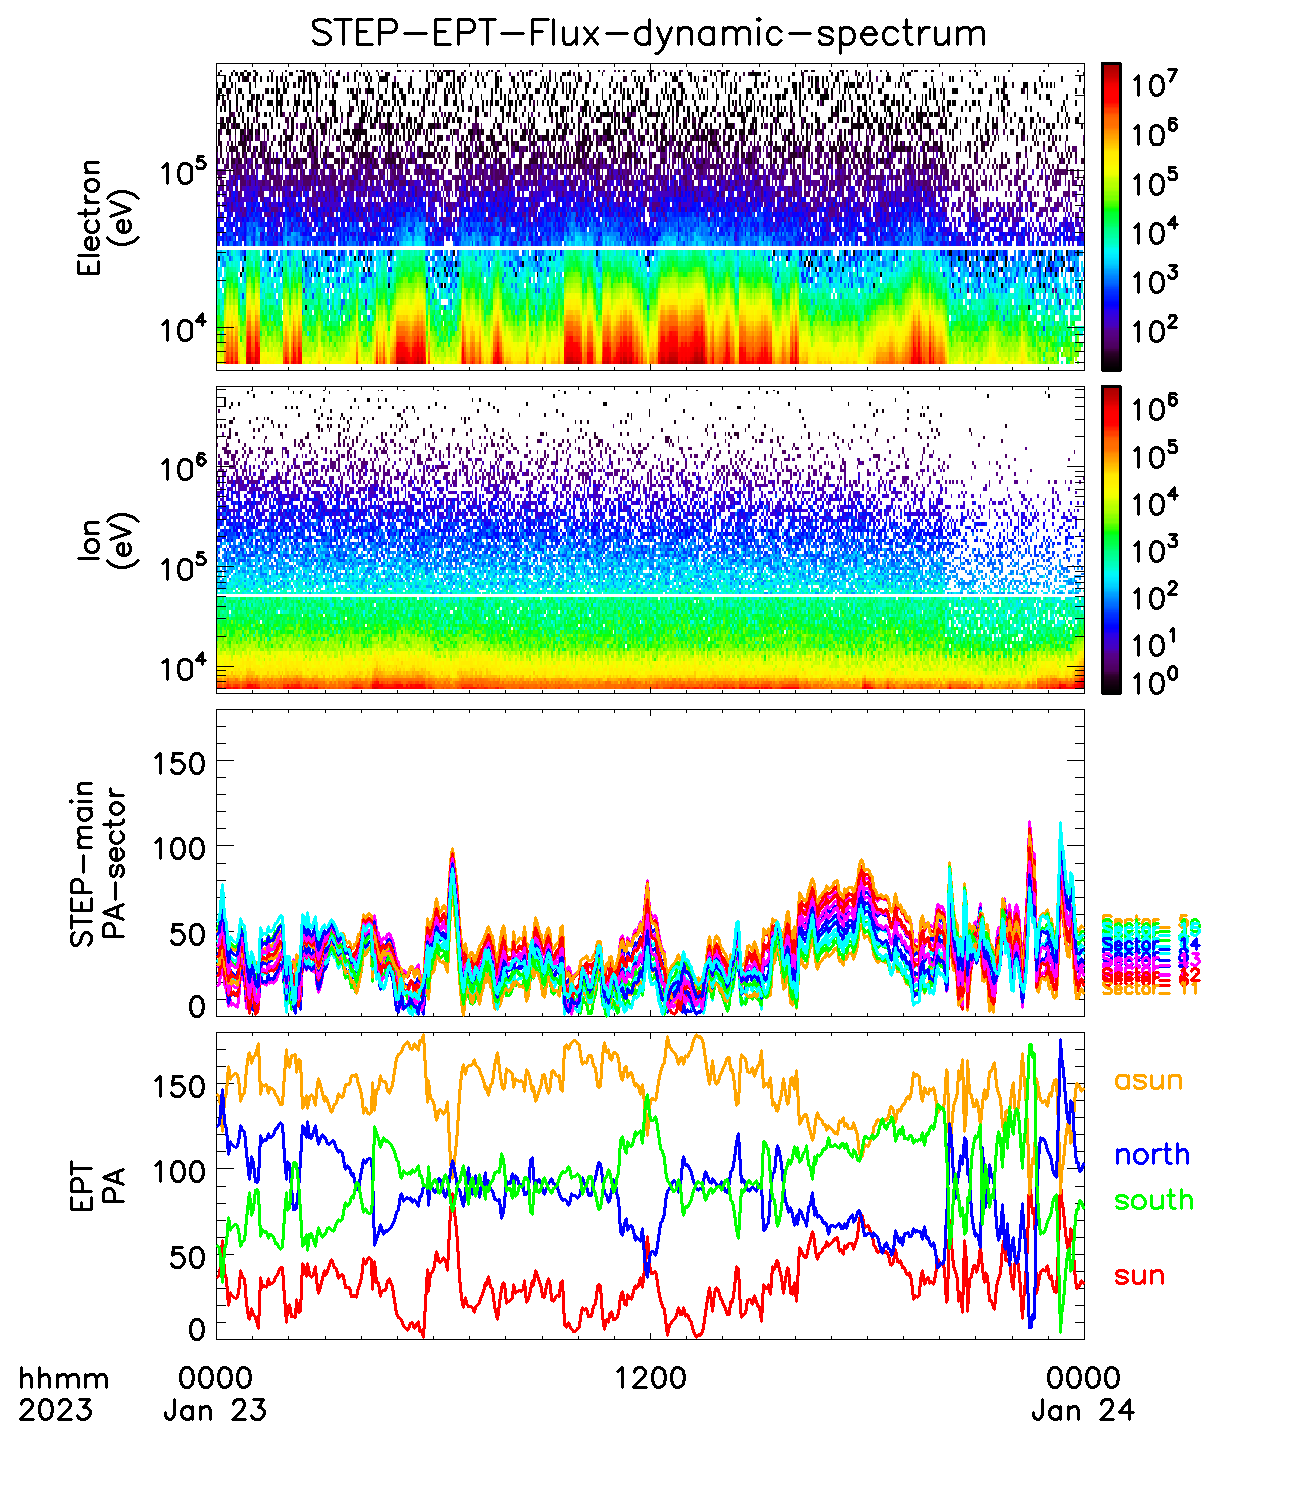 STEP-EPT-Flux-dynamic-spectrum
Electron
(eV)
10^5
10^4
10^7
10^6
10^5
10^4
10^3
10^2
Ion
(eV)
10^6
10^5
10^4
10^6
10^5
10^4
10^3
10^2
10^1
10^0
STEP-main
PA-sector
150
100
50
0
Sector= 14
Sector= 11
EPT
PA
150
100
50
0
asun
north
south
sun
hhmm
2023
0000
Jan 23
1200
0000
Jan 24